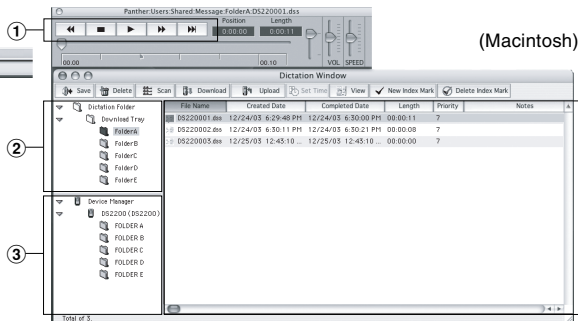 Panther:Users:Shared:Message:FolderA:DS220001.dss
1
Position Length
0:00.00 0:00.11
00.00 00.10 VOL SPEED
(Macintosh)
Dictation Window
Save Delete Scan Download Upload Set Time View New Index Mark Delete Index Mark
File Name Created Date Completed Date Length Priority Notes
DS220001.dss 12/24/03 6:29:48 PM 12/24/03 6:30:00 PM 00:00:11 7
DS220002.dss 12/24/03 6:30:11 PM 12/24/03 6:30:21 PM 00:00:08 7
DS220003.dss 12/25/03 12:43:10 ... 12/25/03 12:43:10 ... 00:00:00 7
2
Dictation Folder
Download Tray
FolderA
FolderB
FolderC
FolderD
FolderE
3
Device Manager
DS2200 (DS2200)
FOLDER A
FOLDER B
FOLDER C
FOLDER D
FOLDER E
Total of 3.